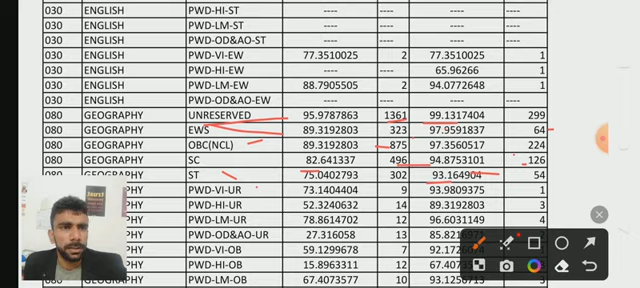 030 ENGLISH PWD-HI-ST ---- ---- ---- ----
030 ENGLISH PWD-LM-ST ---- ---- ---- ----
030 ENGLISH PWD-OD&AO-ST ---- ---- ---- ----
030 ENGLISH PWD-VI-EW 77.3510025 2 77.3510025 1
030 ENGLISH PWD-HI-EW ---- ---- 65.96266 1
030 ENGLISH PWD-LM-EW 88.7905505 2 94.0772648 1
030 ENGLISH PWD-OD&AO-EW ---- ---- ---- ----
080 GEOGRAPHY UNRESERVED 95.9787863 1361 99.1317404 299
080 GEOGRAPHY EWS 89.3192803 323 97.9591837 64
080 GEOGRAPHY OBC(NCL) 89.3192803 875 97.3560517 224
080 GEOGRAPHY SC 82.641337 496 94.8753101 126
080 GEOGRAPHY ST 75.0402793 302 93.164904 54
PHY PWD-VI-UR 73.1404404 9 93.9809375 1
PHY PWD-HI-UR 52.3240632 14 89.3192803 3
PHY PWD-LM-UR 78.8614702 12 96.6031149 4
PHY PWD-OD&AO-UR 27.316058 13
PHY PWD-VI-OB 59.1299678 7
PHY PWD-HI-OB 15.8963311 12
PHY PWD-LM-OB 67.4073577 10